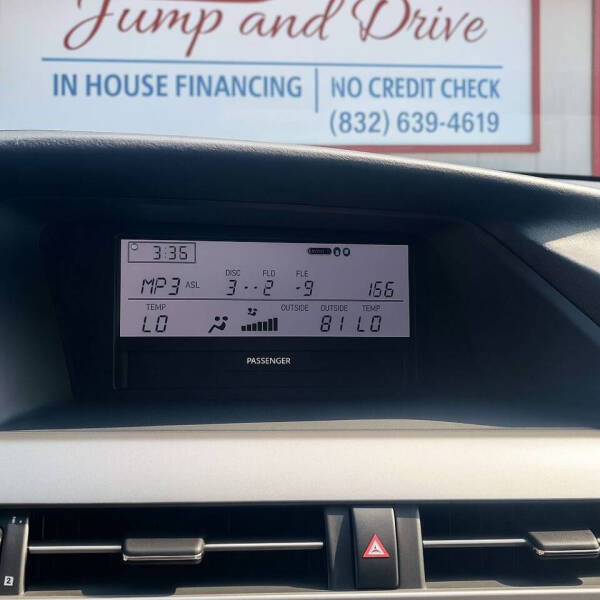 Jump and Drive
IN HOUSE FINANCING | NO CREDIT CHECK
(832) 639-4619
3:35
DISC FLD FLE
MP3 ASL 3--2 -9 166
TEMP OUTSIDE OUTSIDE TEMP
LO 81 LO
PASSENGER
2